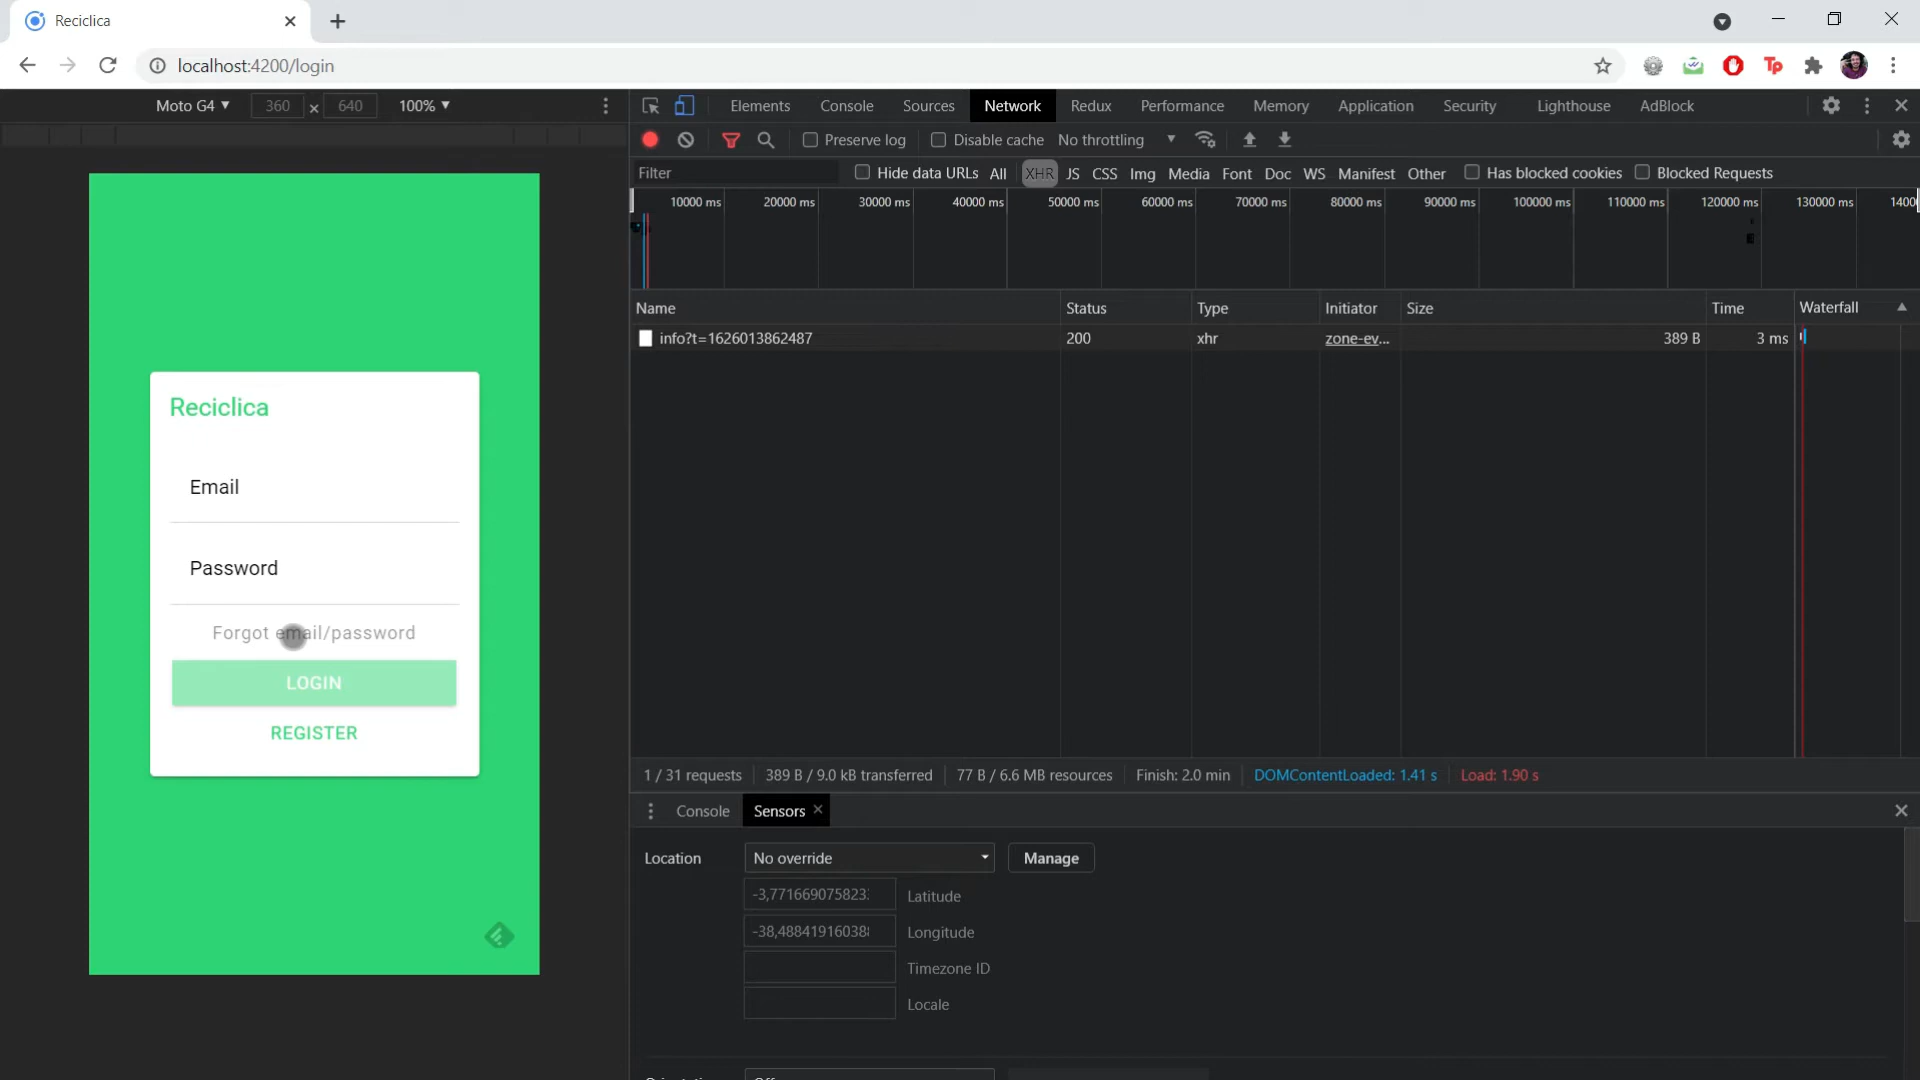 Reciclica
localhost:4200/login
Moto G4 ▼ 360 × 640 100% ▼
Elements Console Sources Network Redux Performance Memory Application Security Lighthouse AdBlock
Preserve log Disable cache No throttling
Filter Hide data URLs All XHR JS CSS Img Media Font Doc WS Manifest Other Has blocked cookies Blocked Requests
10000 ms 20000 ms 30000 ms 40000 ms 50000 ms 60000 ms 70000 ms 80000 ms 90000 ms 100000 ms 110000 ms 120000 ms 130000 ms 1400
Name Status Type Initiator Size Time Waterfall
info?t=1626013862487 200 xhr zone-ev... 389 B 3 ms
Reciclica
Email
Password
Forgot email/password
LOGIN
REGISTER
1 / 31 requests 389 B / 9.0 kB transferred 77 B / 6.6 MB resources Finish: 2.0 min DOMContentLoaded: 1.41 s Load: 1.90 s
Console Sensors
Location No override Manage
-3,771669075823 Latitude
-38,48841916038 Longitude
Timezone ID
Locale